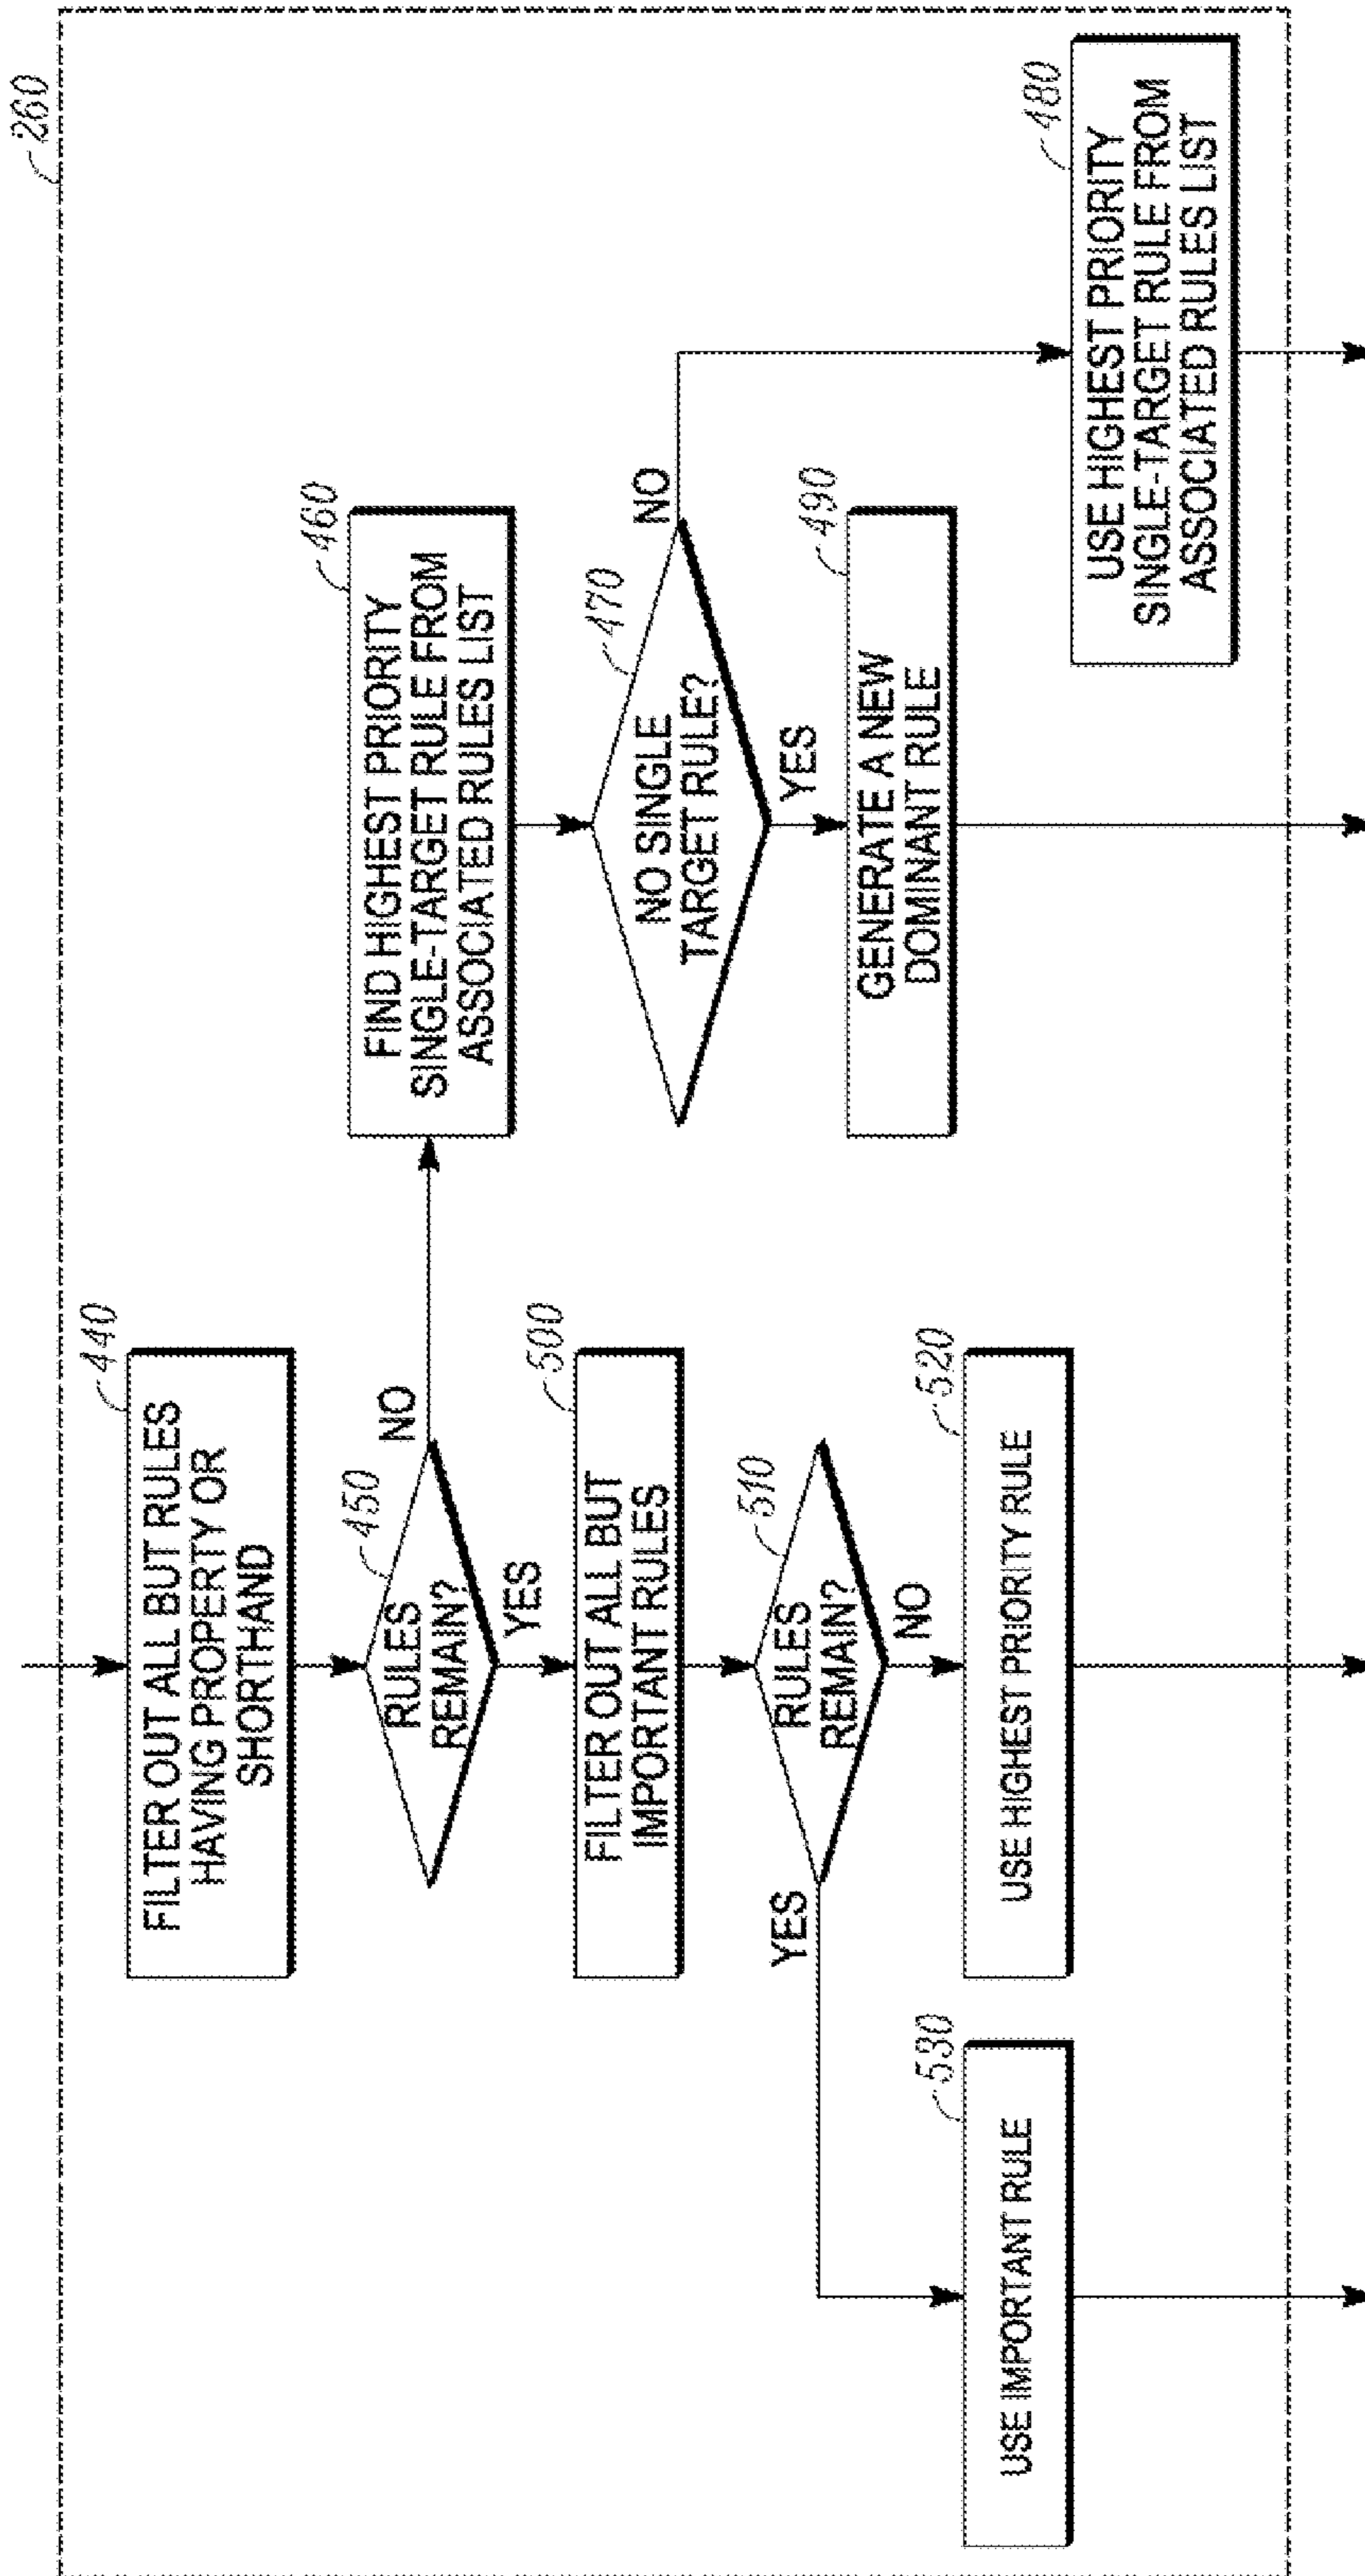 260
440
FILTER OUT ALL BUT RULES
HAVING PROPERTY OR
SHORTHAND
450
RULES
REMAIN?
NO
YES
460
FIND HIGHEST PRIORITY
SINGLE-TARGET RULE FROM
ASSOCIATED RULES LIST
470
NO SINGLE
TARGET RULE?
NO
YES
500
FILTER OUT ALL BUT
IMPORTANT RULES
510
RULES
REMAIN?
YES
NO
490
GENERATE A NEW
DOMINANT RULE
530
USE IMPORTANT RULE
520
USE HIGHEST PRIORITY RULE
480
USE HIGHEST PRIORITY
SINGLE-TARGET RULE FROM
ASSOCIATED RULES LIST